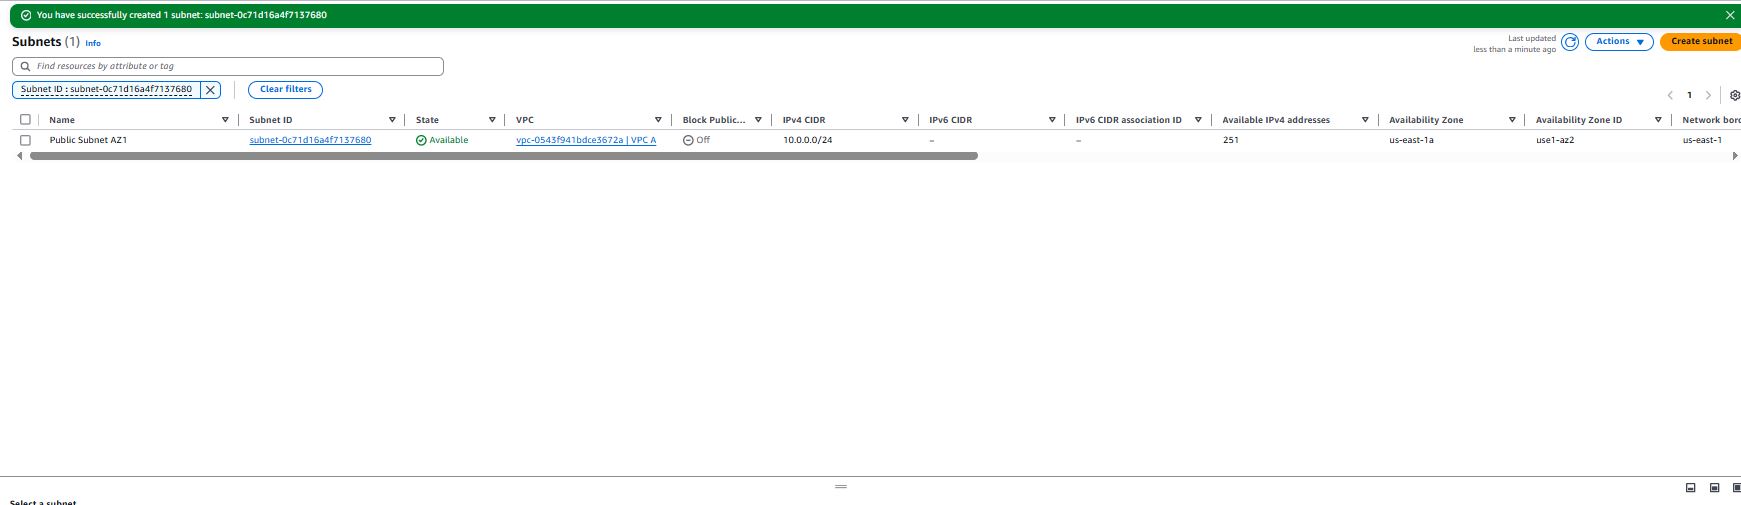 You have successfully created 1 subnet: subnet-0c71d16a4f7137680
Subnets (1) Info
Last updated
less than a minute ago
Actions
Create subnet
Find resources by attribute or tag
Subnet ID : subnet-0c71d16a4f7137680
Clear filters
1
Name Subnet ID State VPC Block Public... IPv4 CIDR IPv6 CIDR IPv6 CIDR association ID Available IPv4 addresses Availability Zone Availability Zone ID Network bord
Public Subnet AZ1 subnet-0c71d16a4f7137680 Available vpc-0543f941bdce3672a | VPC A Off 10.0.0.0/24 – – 251 us-east-1a use1-az2 us-east-1
Select a subnet